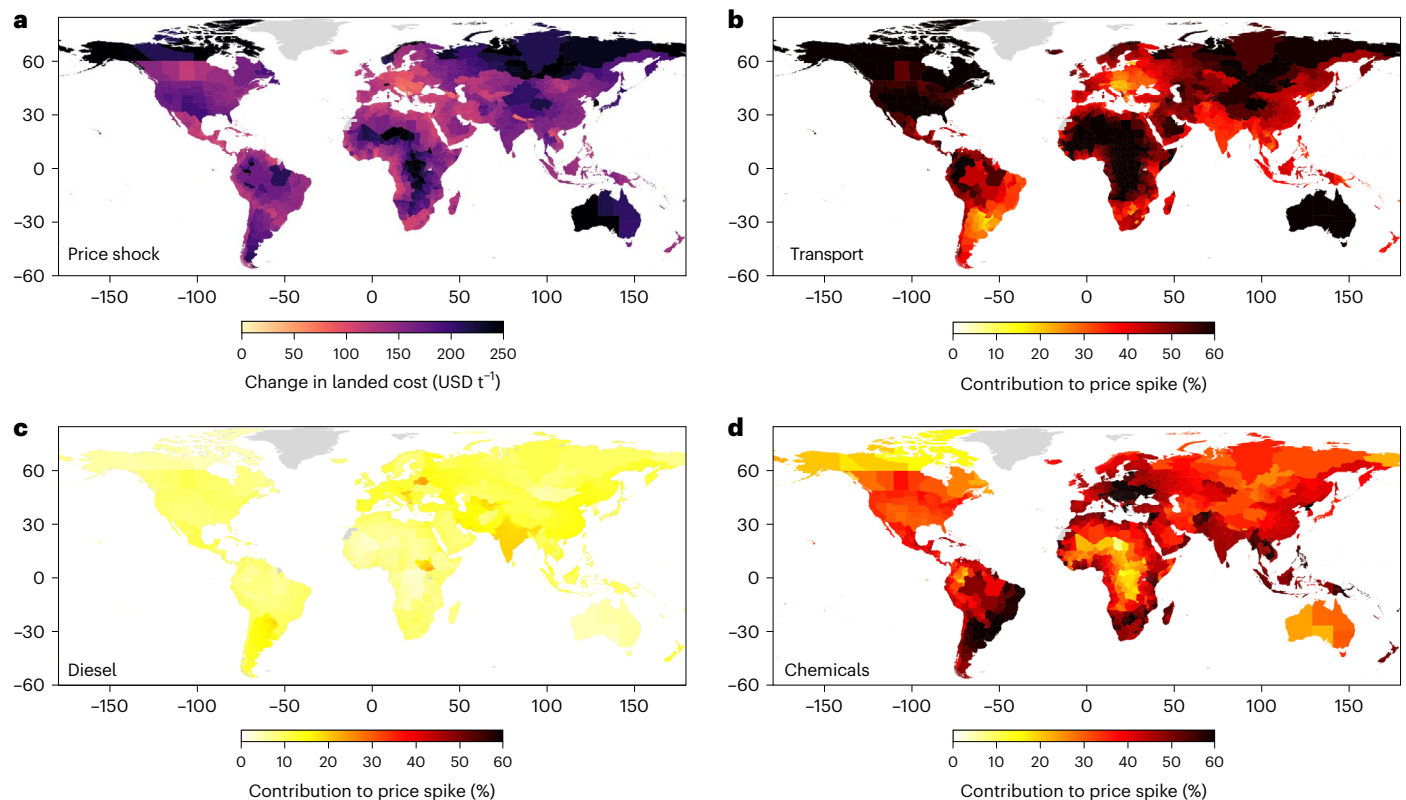 a
60
30
0
−30
−60
Price shock
−150 −100 −50 0 50 100 150
0 50 100 150 200 250
Change in landed cost (USD t⁻¹)
b
60
30
0
−30
−60
Transport
−150 −100 −50 0 50 100 150
0 10 20 30 40 50 60
Contribution to price spike (%)
c
60
30
0
−30
−60
Diesel
−150 −100 −50 0 50 100 150
0 10 20 30 40 50 60
Contribution to price spike (%)
d
60
30
0
−30
−60
Chemicals
−150 −100 −50 0 50 100 150
0 10 20 30 40 50 60
Contribution to price spike (%)